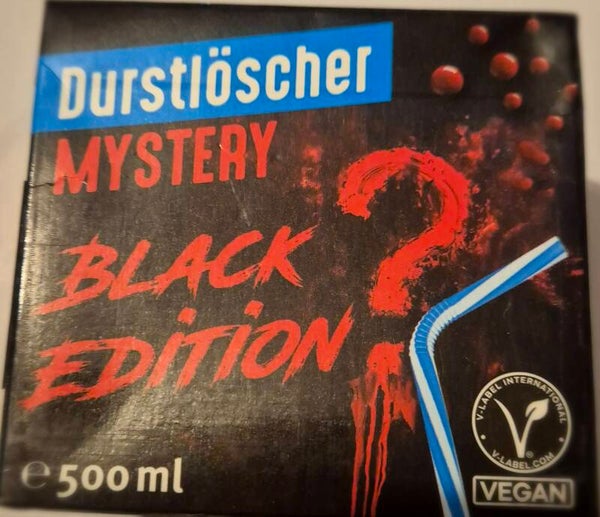 Durstlöscher
MYSTERY
BLACK
EDITION
?
℮ 500 ml
V-LABEL INTERNATIONAL
V-LABEL.COM
®
VEGAN